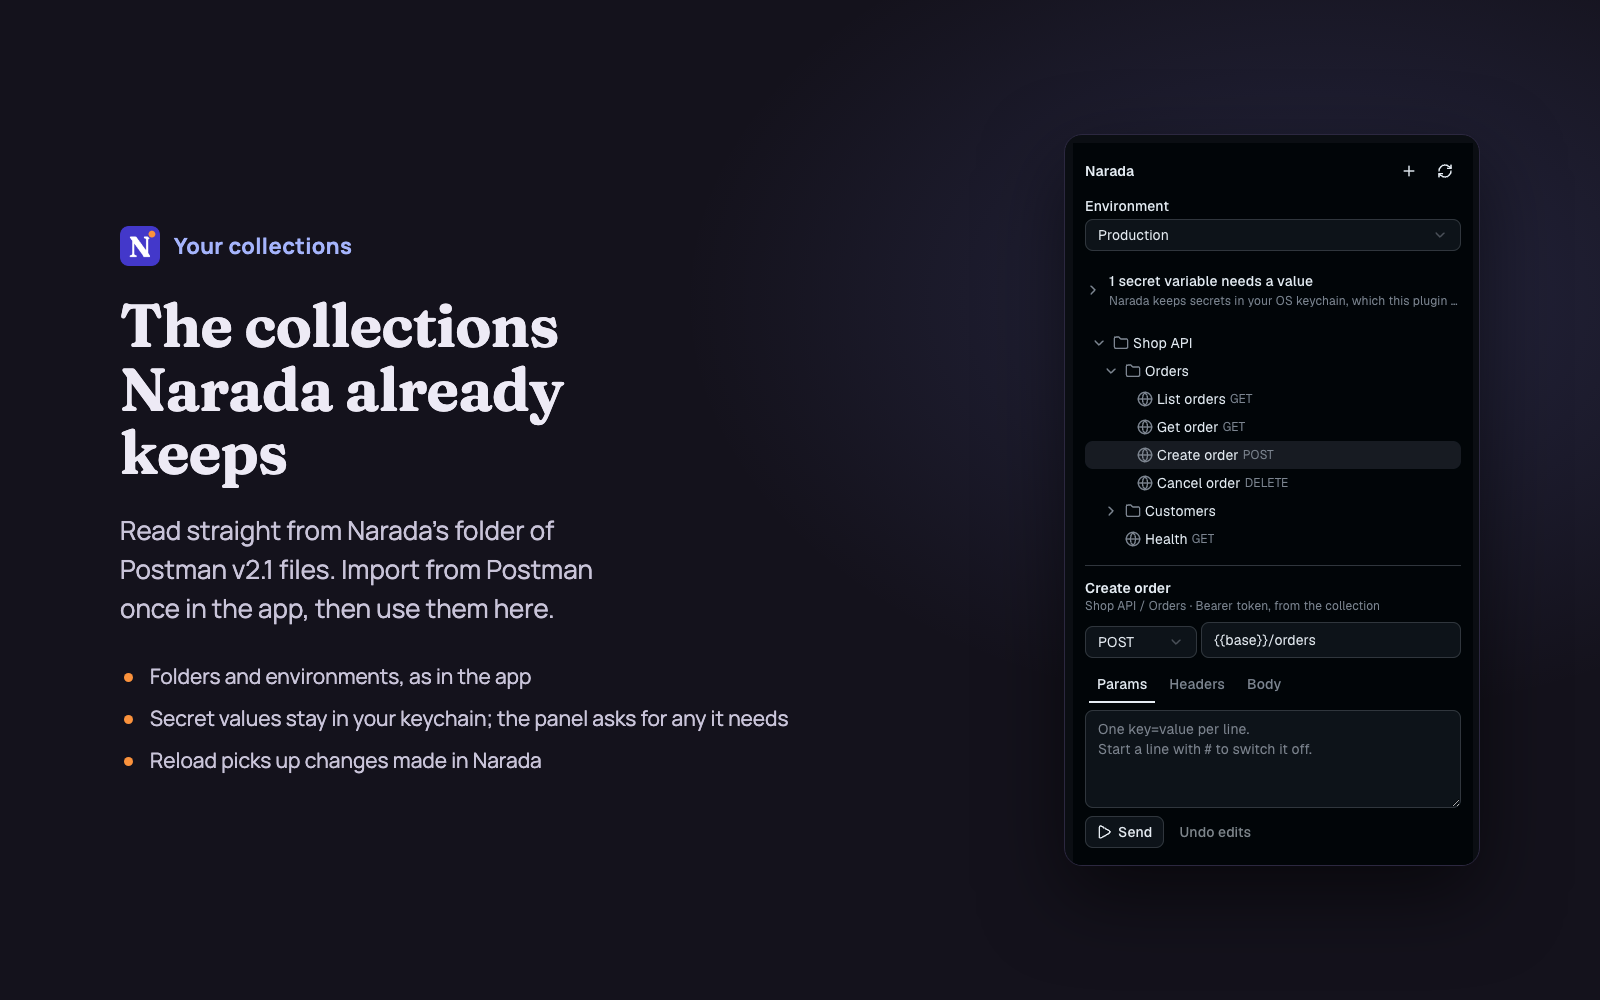 N Your collections
The collections
Narada already
keeps
Read straight from Narada's folder of
Postman v2.1 files. Import from Postman
once in the app, then use them here.
Folders and environments, as in the app
Secret values stay in your keychain; the panel asks for any it needs
Reload picks up changes made in Narada
Narada
Environment
Production
1 secret variable needs a value
Narada keeps secrets in your OS keychain, which this plugin ...
Shop API
Orders
List orders GET
Get order GET
Create order POST
Cancel order DELETE
Customers
Health GET
Create order
Shop API / Orders · Bearer token, from the collection
POST {{base}}/orders
Params Headers Body
One key=value per line.
Start a line with # to switch it off.
Send Undo edits